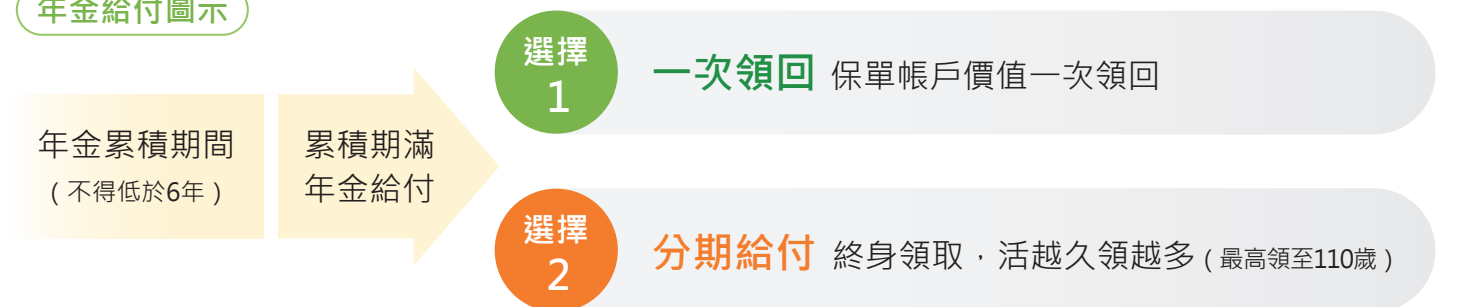 年金給付圖示
年金累積期間
(不得低於6年)
累積期滿
年金給付
選擇
1
一次領回 保單帳戶價值一次領回
選擇
2
分期給付 終身領取,活越久領越多(最高領至110歲)